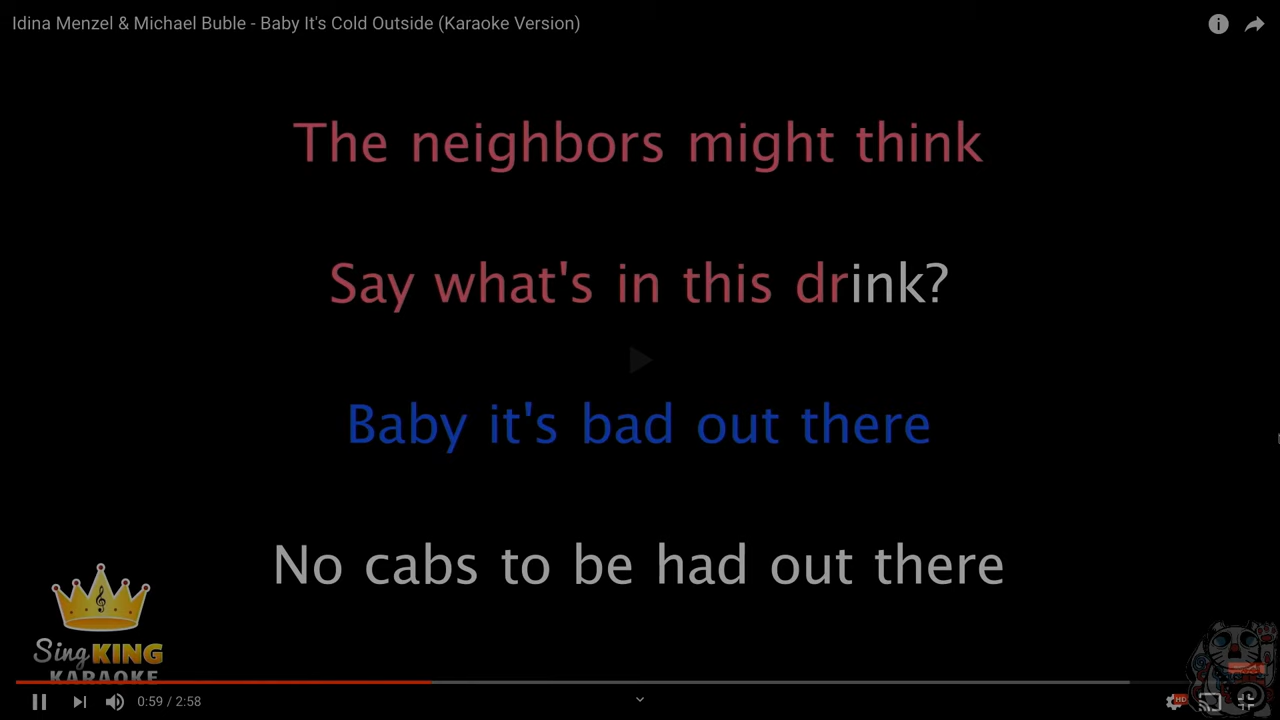 Idina Menzel & Michael Buble - Baby It's Cold Outside (Karaoke Version)
The neighbors might think
Say what's in this drink?
Baby it's bad out there
No cabs to be had out there
Sing KING
KARAOKE
0:59 / 2:58
HD